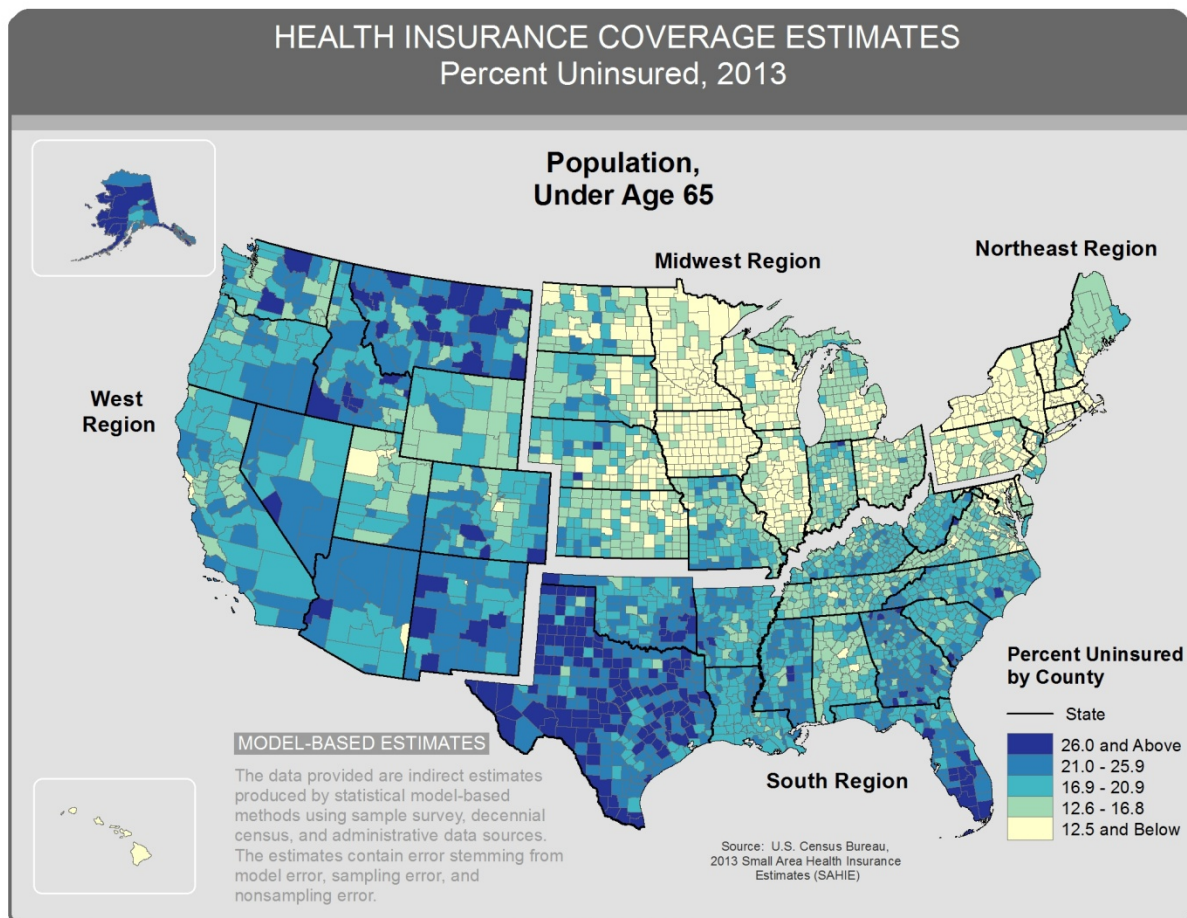 HEALTH INSURANCE COVERAGE ESTIMATES
Percent Uninsured, 2013
Population,
Under Age 65
Midwest Region
Northeast Region
West
Region
South Region
MODEL-BASED ESTIMATES
The data provided are indirect estimates
produced by statistical model-based
methods using sample survey, decennial
census, and administrative data sources.
The estimates contain error stemming from
model error, sampling error, and
nonsampling error.
Source: U.S. Census Bureau,
2013 Small Area Health Insurance
Estimates (SAHIE)
Percent Uninsured
by County
State
26.0 and Above
21.0 - 25.9
16.9 - 20.9
12.6 - 16.8
12.5 and Below